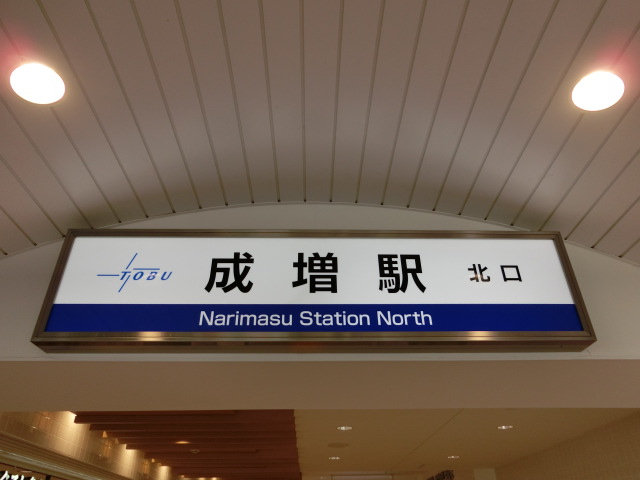 TOBU 成増駅 北口
Narimasu Station North